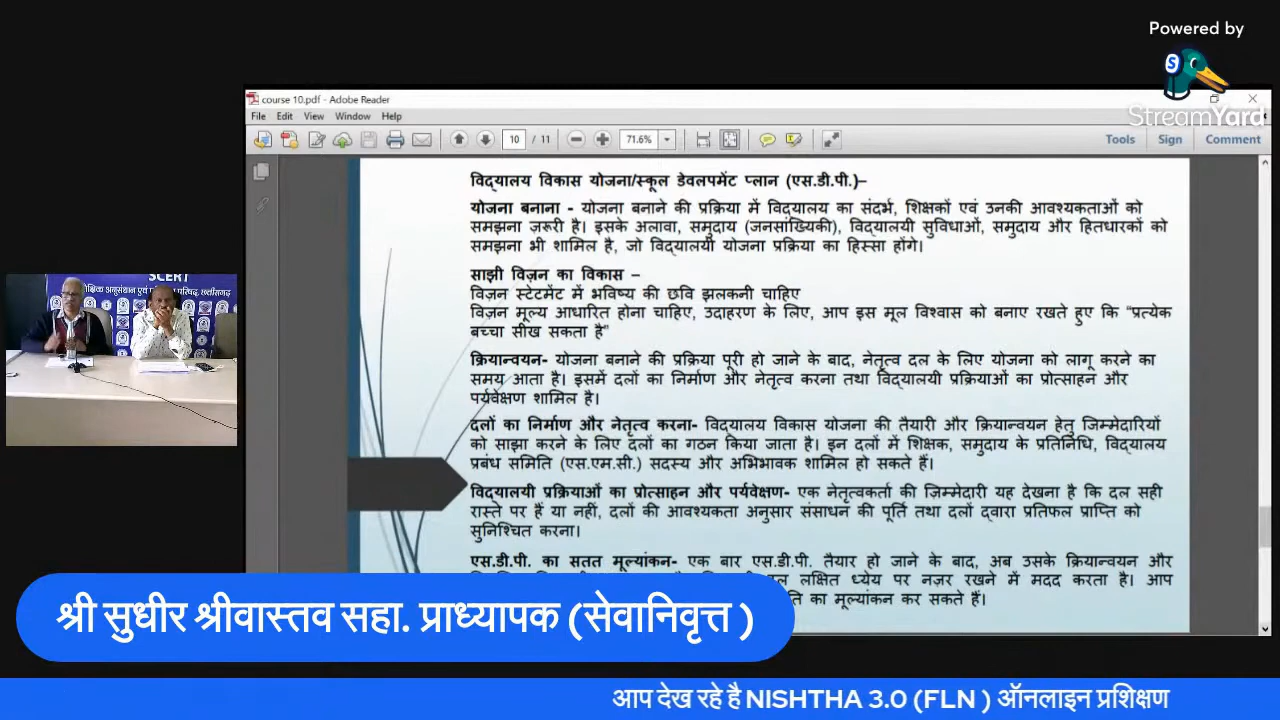 Powered by
StreamYard
course 10.pdf - Adobe Reader
File Edit View Window Help
10 / 11 71.6% Tools Sign Comment
विद्यालय विकास योजना/स्कूल डेवलपमेंट प्लान (एस.डी.पी.)–
योजना बनाना - योजना बनाने की प्रक्रिया में विद्यालय का संदर्भ, शिक्षकों एवं उनकी आवश्यकताओं को
समझना ज़रूरी है। इसके अलावा, समुदाय (जनसांख्यिकी), विद्यालयी सुविधाओं, समुदाय और हितधारकों को
समझना भी शामिल है, जो विद्यालयी योजना प्रक्रिया का हिस्सा होंगे।
साझी विज़न का विकास –
विज़न स्टेटमेंट में भविष्य की छवि झलकनी चाहिए
विज़न मूल्य आधारित होना चाहिए, उदाहरण के लिए, आप इस मूल विश्वास को बनाए रखते हुए कि “प्रत्येक
बच्चा सीख सकता है”
क्रियान्वयन- योजना बनाने की प्रक्रिया पूरी हो जाने के बाद, नेतृत्व दल के लिए योजना को लागू करने का
समय आता है। इसमें दलों का निर्माण और नेतृत्व करना तथा विद्यालयी प्रक्रियाओं का प्रोत्साहन और
पर्यवेक्षण शामिल है।
दलों का निर्माण और नेतृत्व करना- विद्यालय विकास योजना की तैयारी और क्रियान्वयन हेतु जिम्मेदारियों
को साझा करने के लिए दलों का गठन किया जाता है। इन दलों में शिक्षक, समुदाय के प्रतिनिधि, विद्यालय
प्रबंध समिति (एस.एम.सी.) सदस्य और अभिभावक शामिल हो सकते हैं।
विद्यालयी प्रक्रियाओं का प्रोत्साहन और पर्यवेक्षण- एक नेतृत्वकर्ता की ज़िम्मेदारी यह देखना है कि दल सही
रास्ते पर हैं या नहीं, दलों की आवश्यकता अनुसार संसाधन की पूर्ति तथा दलों द्वारा प्रतिफल प्राप्ति को
सुनिश्चित करना।
एस.डी.पी. का सतत मूल्यांकन- एक बार एस.डी.पी. तैयार हो जाने के बाद, अब उसके क्रियान्वयन और
लक्षित ध्येय पर नज़र रखने में मदद करता है। आप
का मूल्यांकन कर सकते हैं।
SCERT
शैक्षिक अनुसंधान एवं परिषद, छत्तीसगढ़
श्री सुधीर श्रीवास्तव सहा. प्राध्यापक (सेवानिवृत्त )
आप देख रहे है NISHTHA 3.0 (FLN ) ऑनलाइन प्रशिक्षण